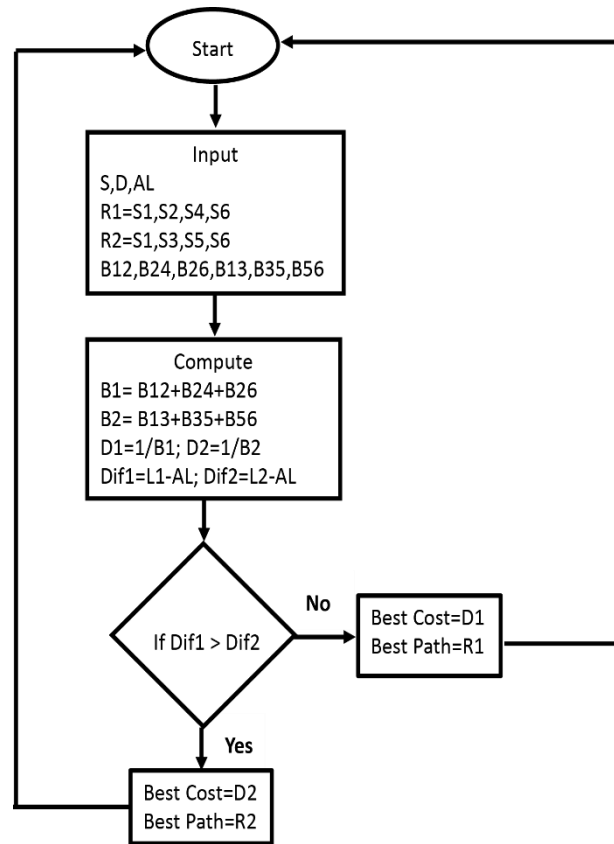 Start
Input
S,D,AL
R1=S1,S2,S4,S6
R2=S1,S3,S5,S6
B12,B24,B26,B13,B35,B56
Compute
B1= B12+B24+B26
B2= B13+B35+B56
D1=1/B1; D2=1/B2
Dif1=L1-AL; Dif2=L2-AL
If Dif1 > Dif2
No
Best Cost=D1
Best Path=R1
Yes
Best Cost=D2
Best Path=R2